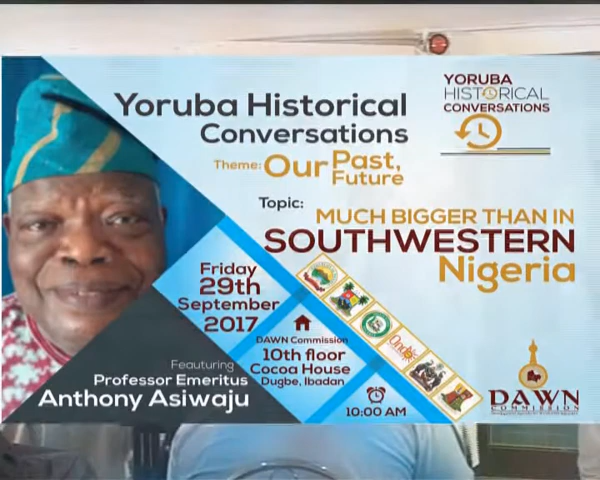 Yoruba Historical
Conversations
Theme: Our Past,
Future
YORUBA
HISTORICAL
CONVERSATIONS
Topic:
MUCH BIGGER THAN IN
SOUTHWESTERN
Nigeria
Friday
29th
September
2017
DAWN Commission
10th floor
Cocoa House
Dugbe, Ibadan
10:00 AM
Feauturing
Professor Emeritus
Anthony Asiwaju
Ondo
DAWN
COMMISSION